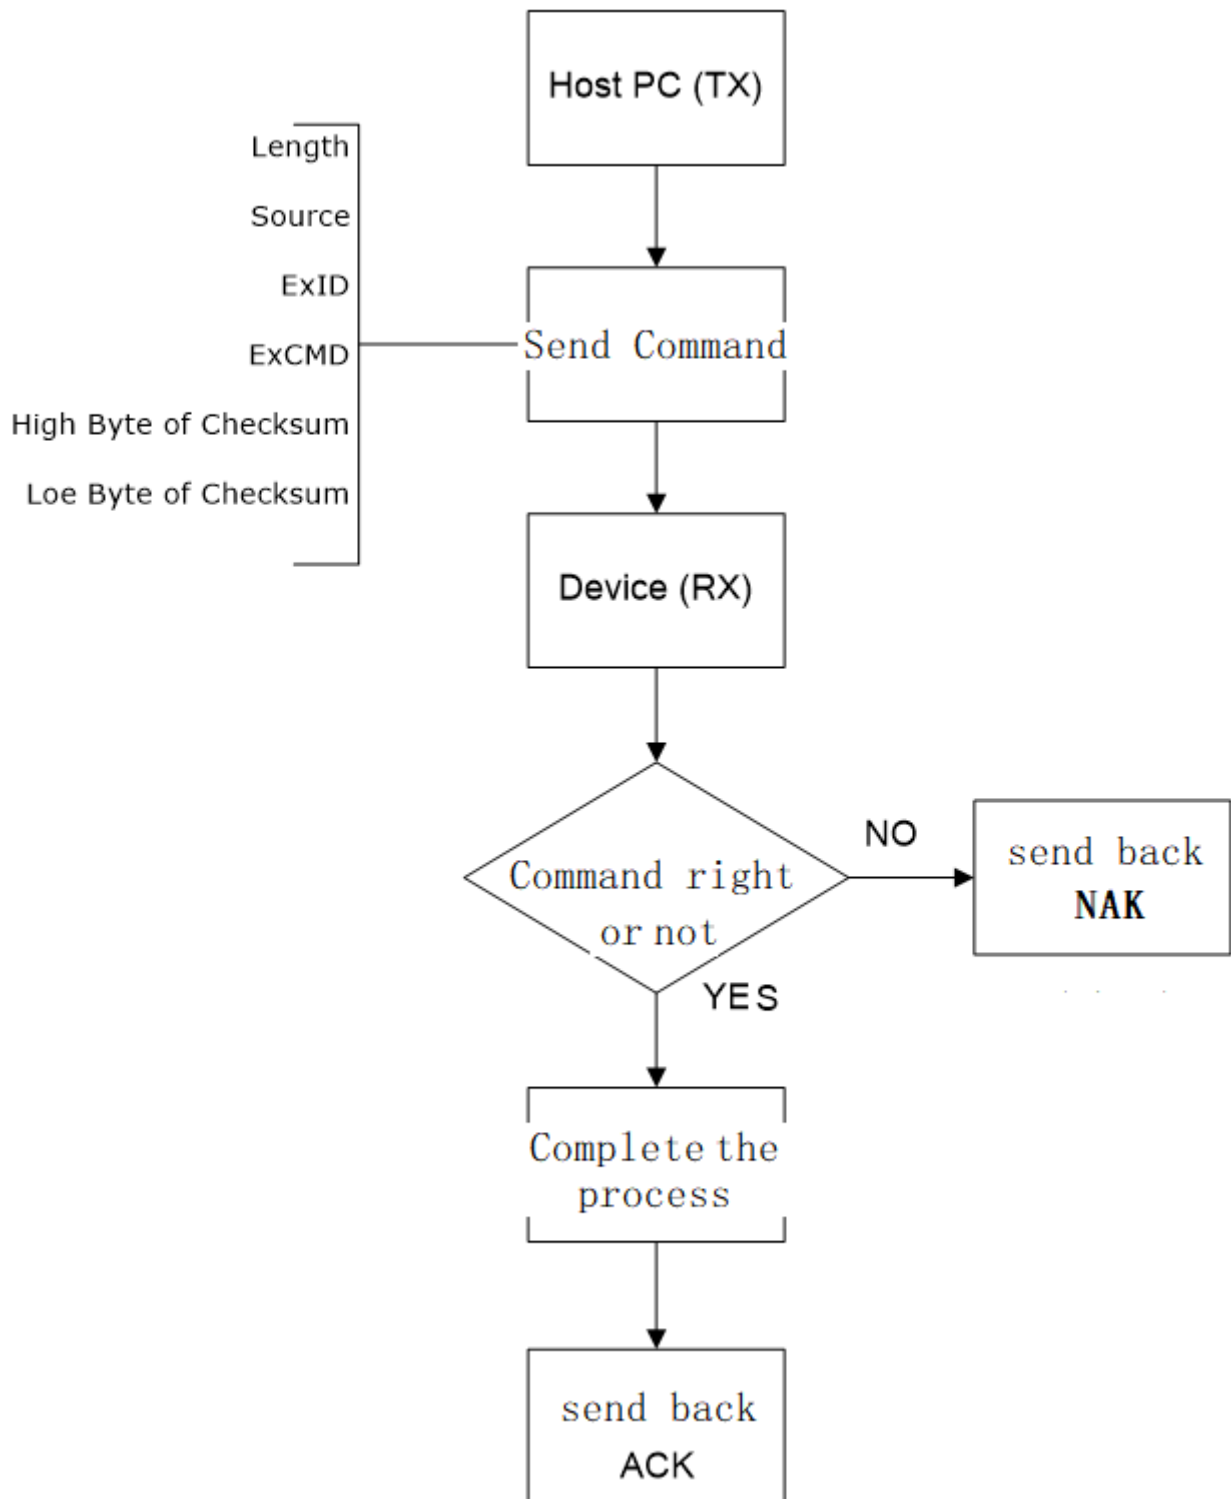 Host PC (TX)
Length
Source
ExID
ExCMD
High Byte of Checksum
Loe Byte of Checksum
Send Command
Device (RX)
Command right
or not
NO
send back
NAK
YES
Complete the
process
send back
ACK